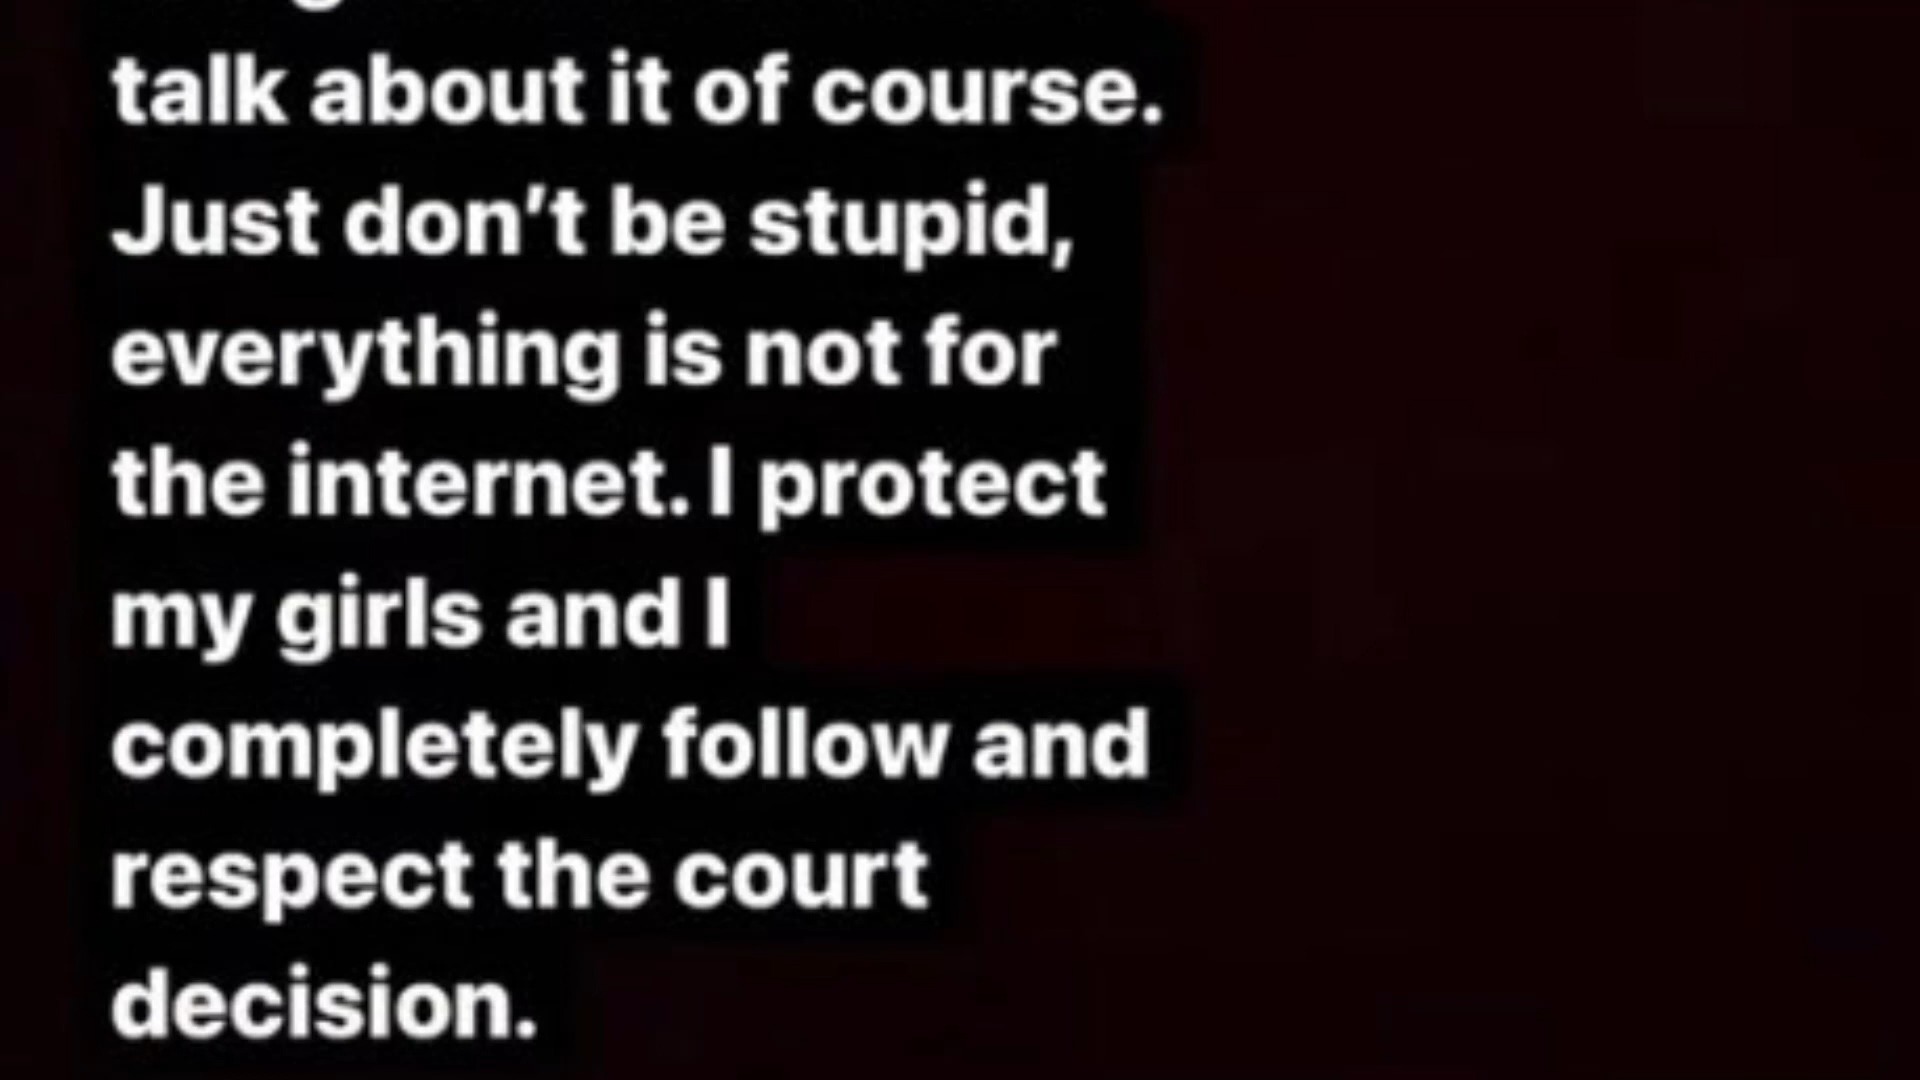 talk about it of course.
Just don’t be stupid,
everything is not for
the internet. I protect
my girls and I
completely follow and
respect the court
decision.